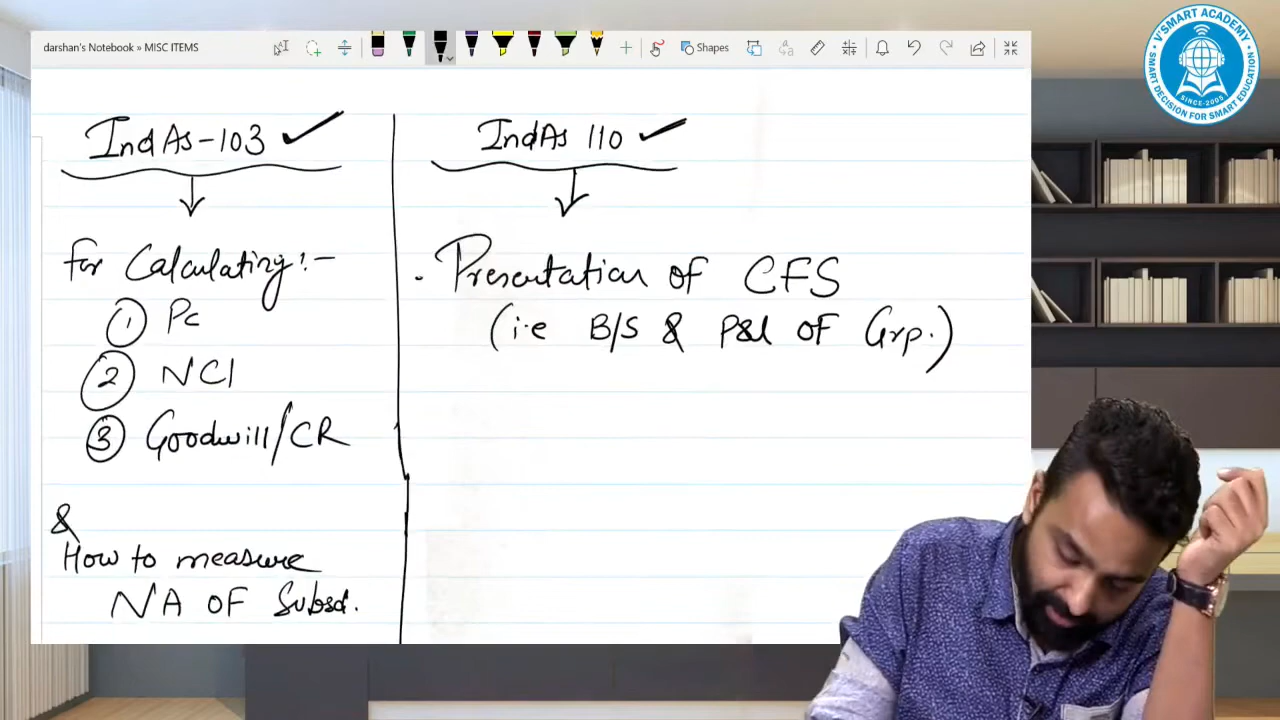 darshan's Notebook » MISC ITEMS
Shapes
V'SMART ACADEMY
SINCE-2005
SMART DECISION FOR SMART EDUCATION
IndAs-103 ✓
For Calculating:-
① PC
② NCI
③ Goodwill/CR
&
How to measure
NA OF Subsd.
IndAs 110 ✓
. Presentation of CFS
(i.e B/S & P&L OF Grp.)